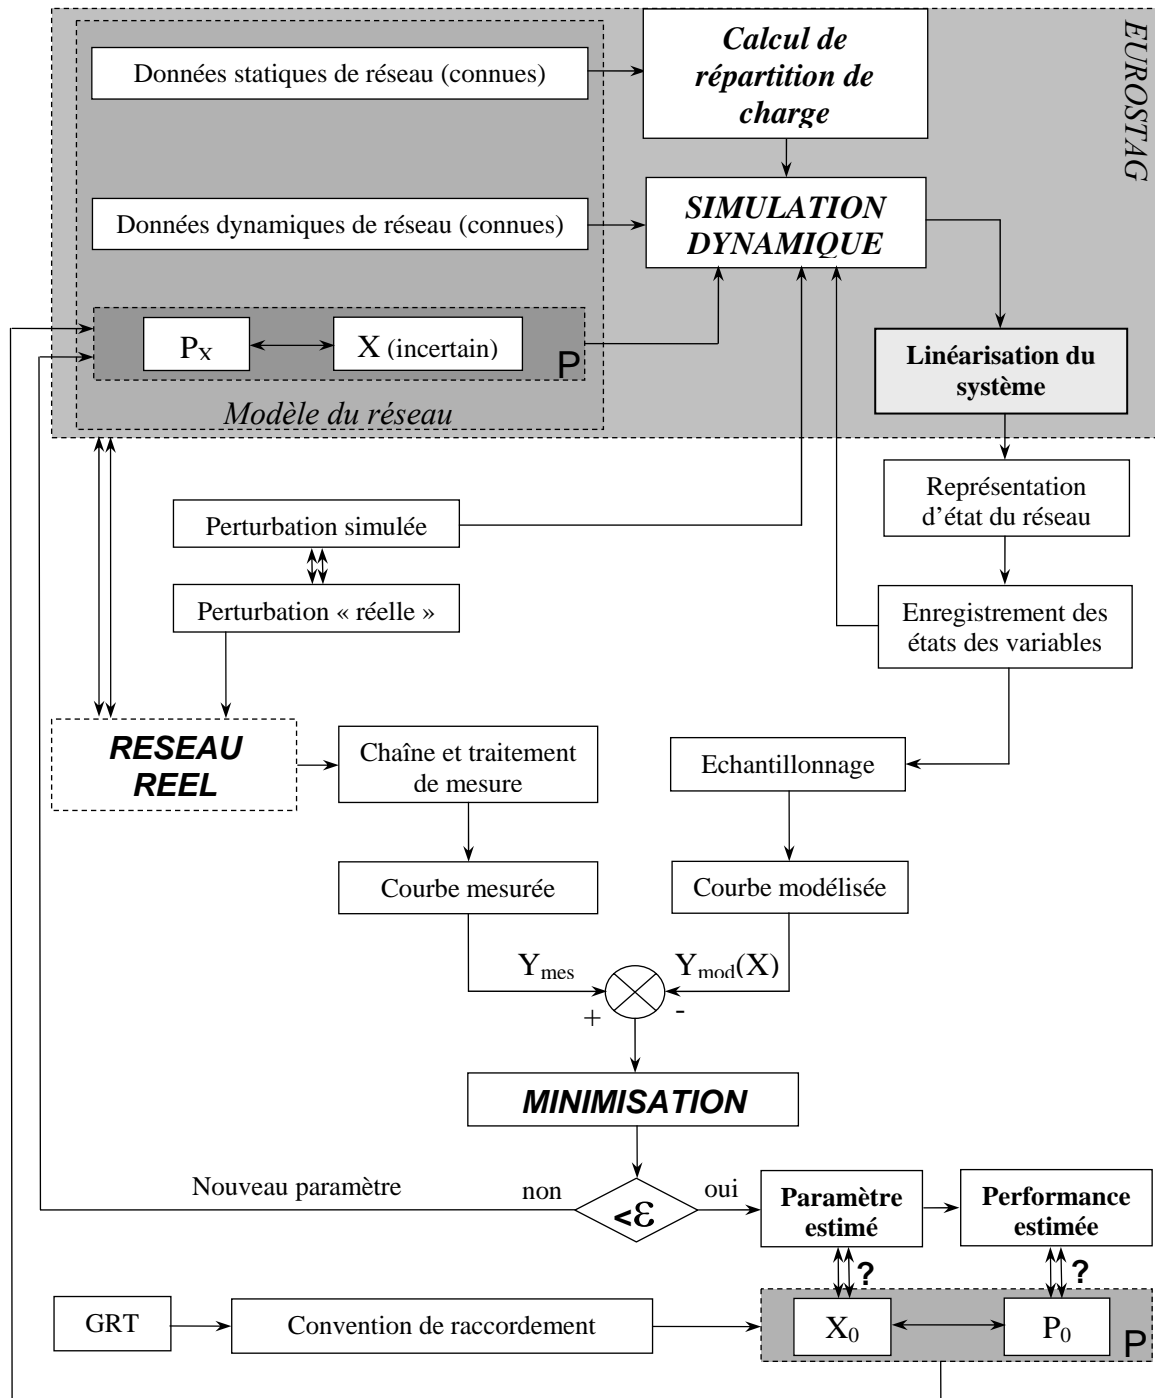 Calcul de
répartition de
charge
EUROSTAG
Données statiques de réseau (connues)
Données dynamiques de réseau (connues)
SIMULATION
DYNAMIQUE
PX
X (incertain)
P
Modèle du réseau
Linéarisation du
système
Représentation
d'état du réseau
Perturbation simulée
Perturbation « réelle »
Enregistrement des
états des variables
RESEAU
REEL
Chaîne et traitement
de mesure
Echantillonnage
Courbe mesurée
Courbe modélisée
Ymes
Ymod(X)
+
-
MINIMISATION
Nouveau paramètre
non
<ε
oui
Paramètre
estimé
Performance
estimée
?
?
GRT
Convention de raccordement
X0
P0
P